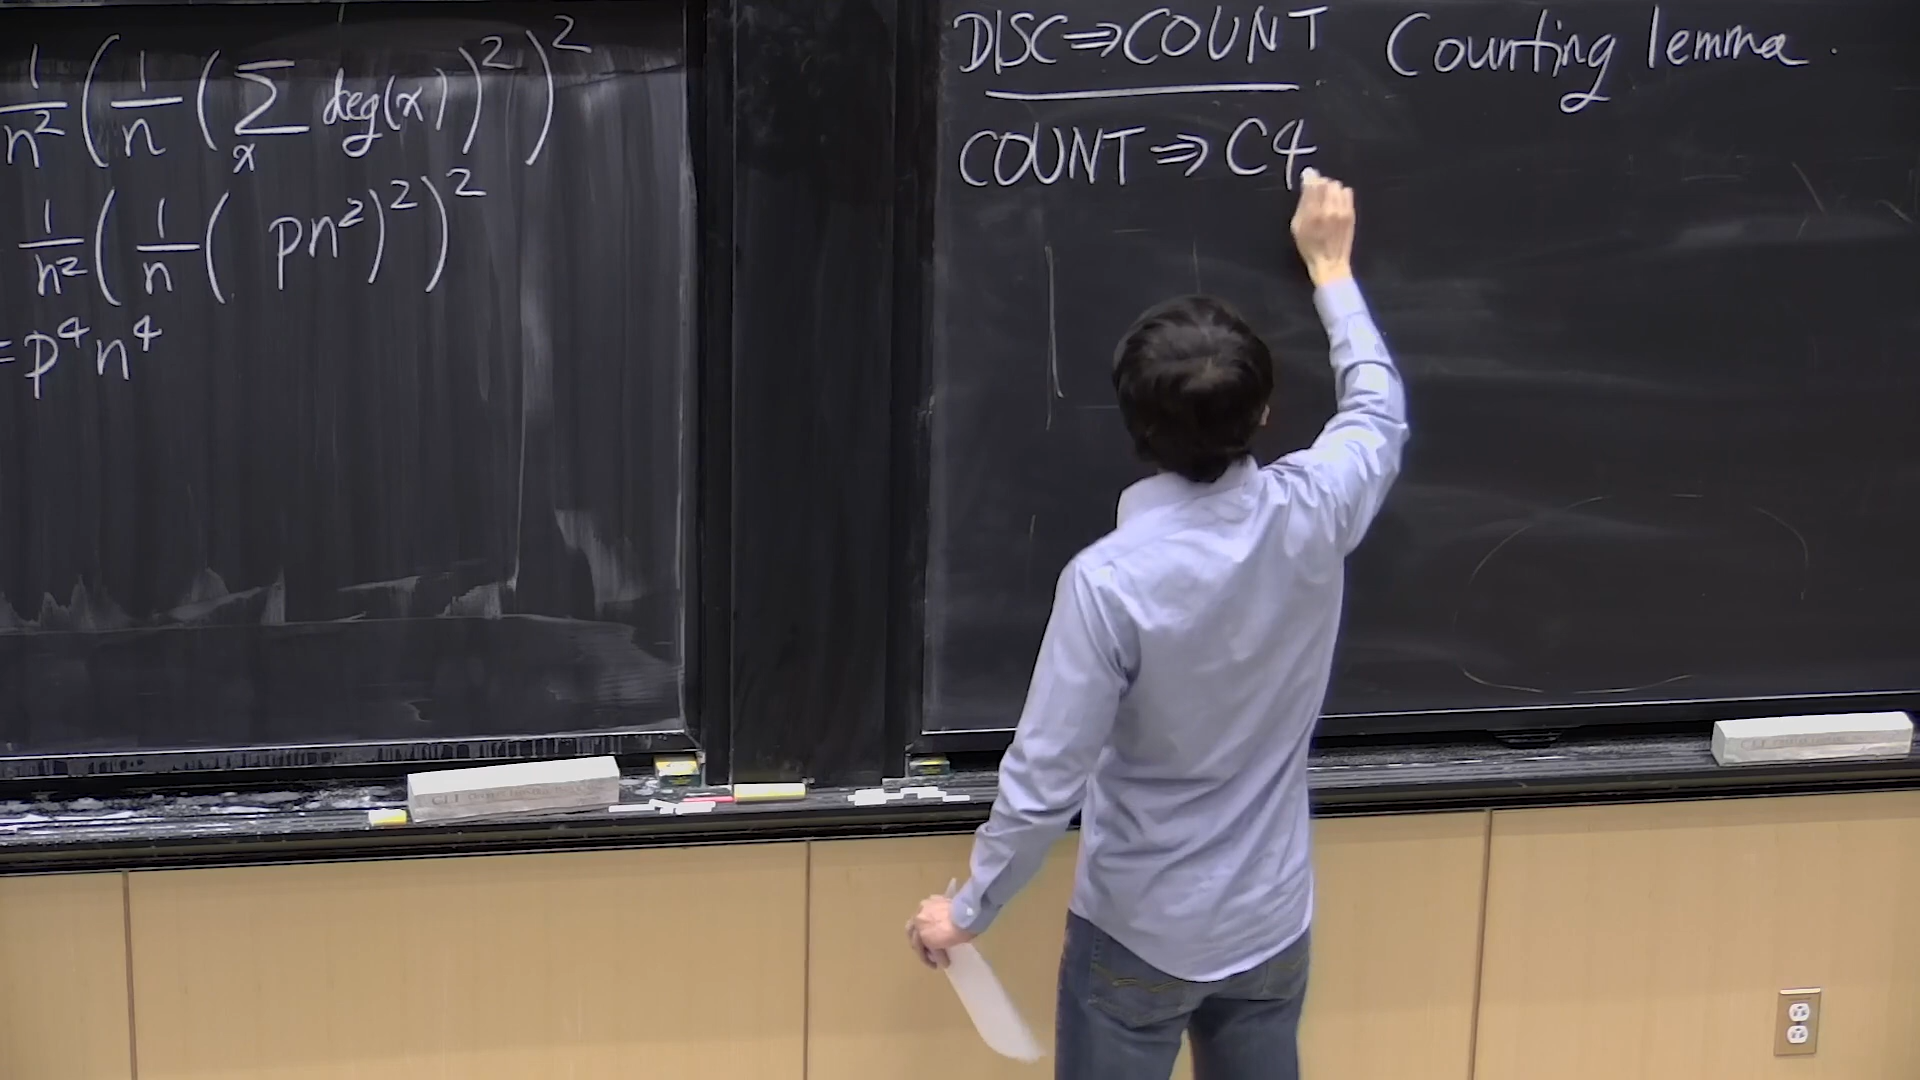 1/n² (1/n (∑_x deg(x))²)²
1/n² (1/n ( pn²)²)²
= p⁴n⁴
DISC ⇒ COUNT Counting lemma.
COUNT ⇒ C4